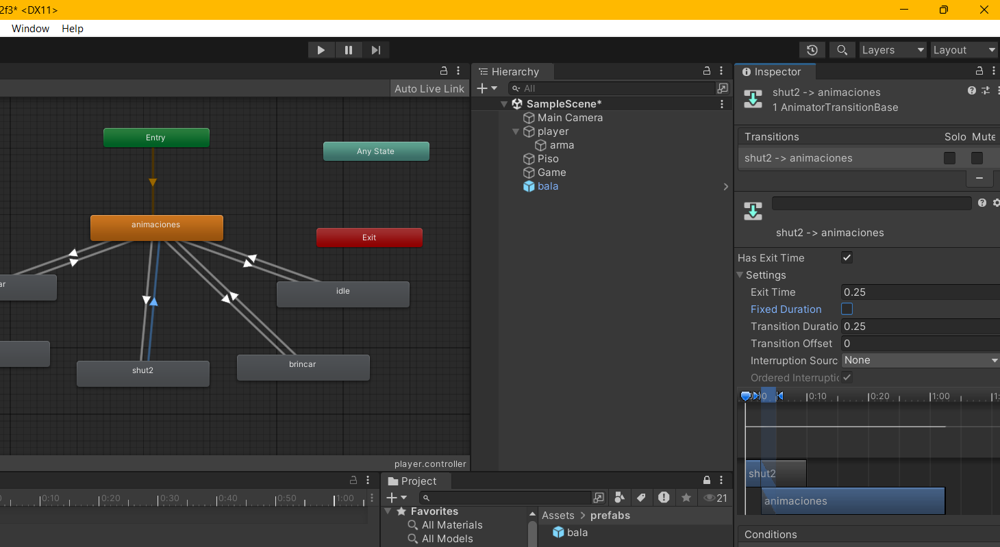 2f3* <DX11>
Window Help
Layers Layout
Hierarchy
Inspector
Auto Live Link
All
shut2 -> animaciones
1 AnimatorTransitionBase
SampleScene*
Main Camera
player
arma
Piso
Game
bala
Entry
Any State
animaciones
Exit
ar
idle
shut2
brincar
player.controller
Transitions Solo Mute
shut2 -> animaciones
shut2 -> animaciones
Has Exit Time
Settings
Exit Time 0.25
Fixed Duration
Transition Duratio 0.25
Transition Offset 0
Interruption Sourc None
Ordered Interruptic
0:10 0:20 1:00 1:
shut2
animaciones
Conditions
0:10 0:20 0:30 0:40 0:50 1:00
Project
21
Favorites
All Materials
All Models
Assets > prefabs
bala